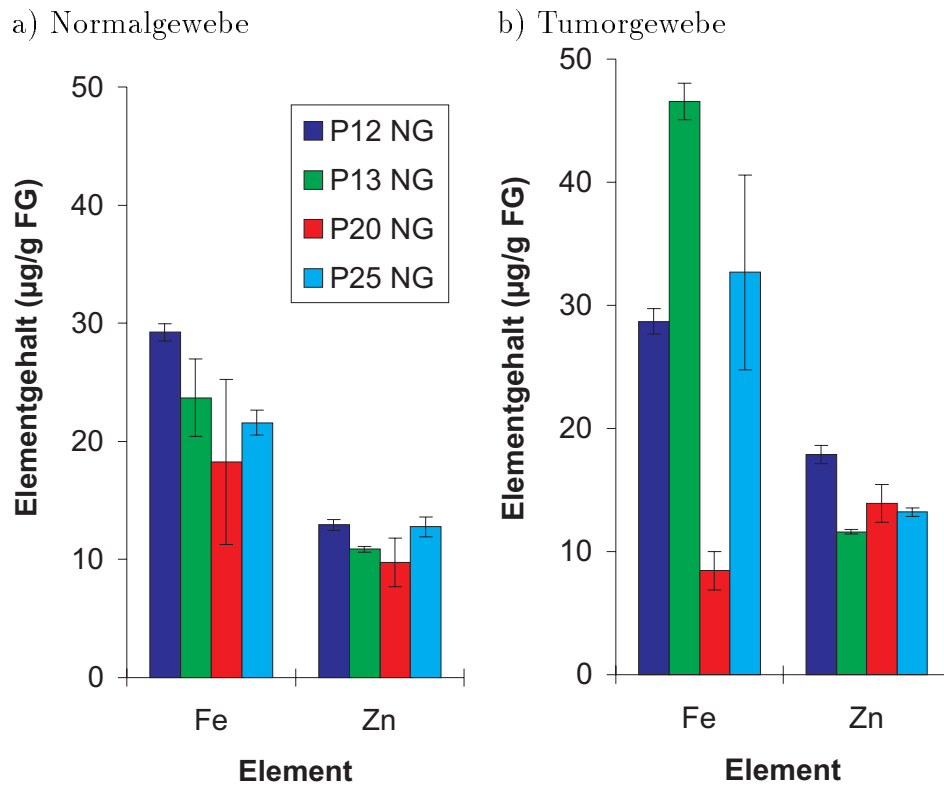 a) Normalgewebe
50
40
30
20
10
0
Elementgehalt (µg/g FG)
P12 NG
P13 NG
P20 NG
P25 NG
Fe
Zn
Element
b) Tumorgewebe
50
40
30
20
10
0
Elementgehalt (µg/g FG)
Fe
Zn
Element